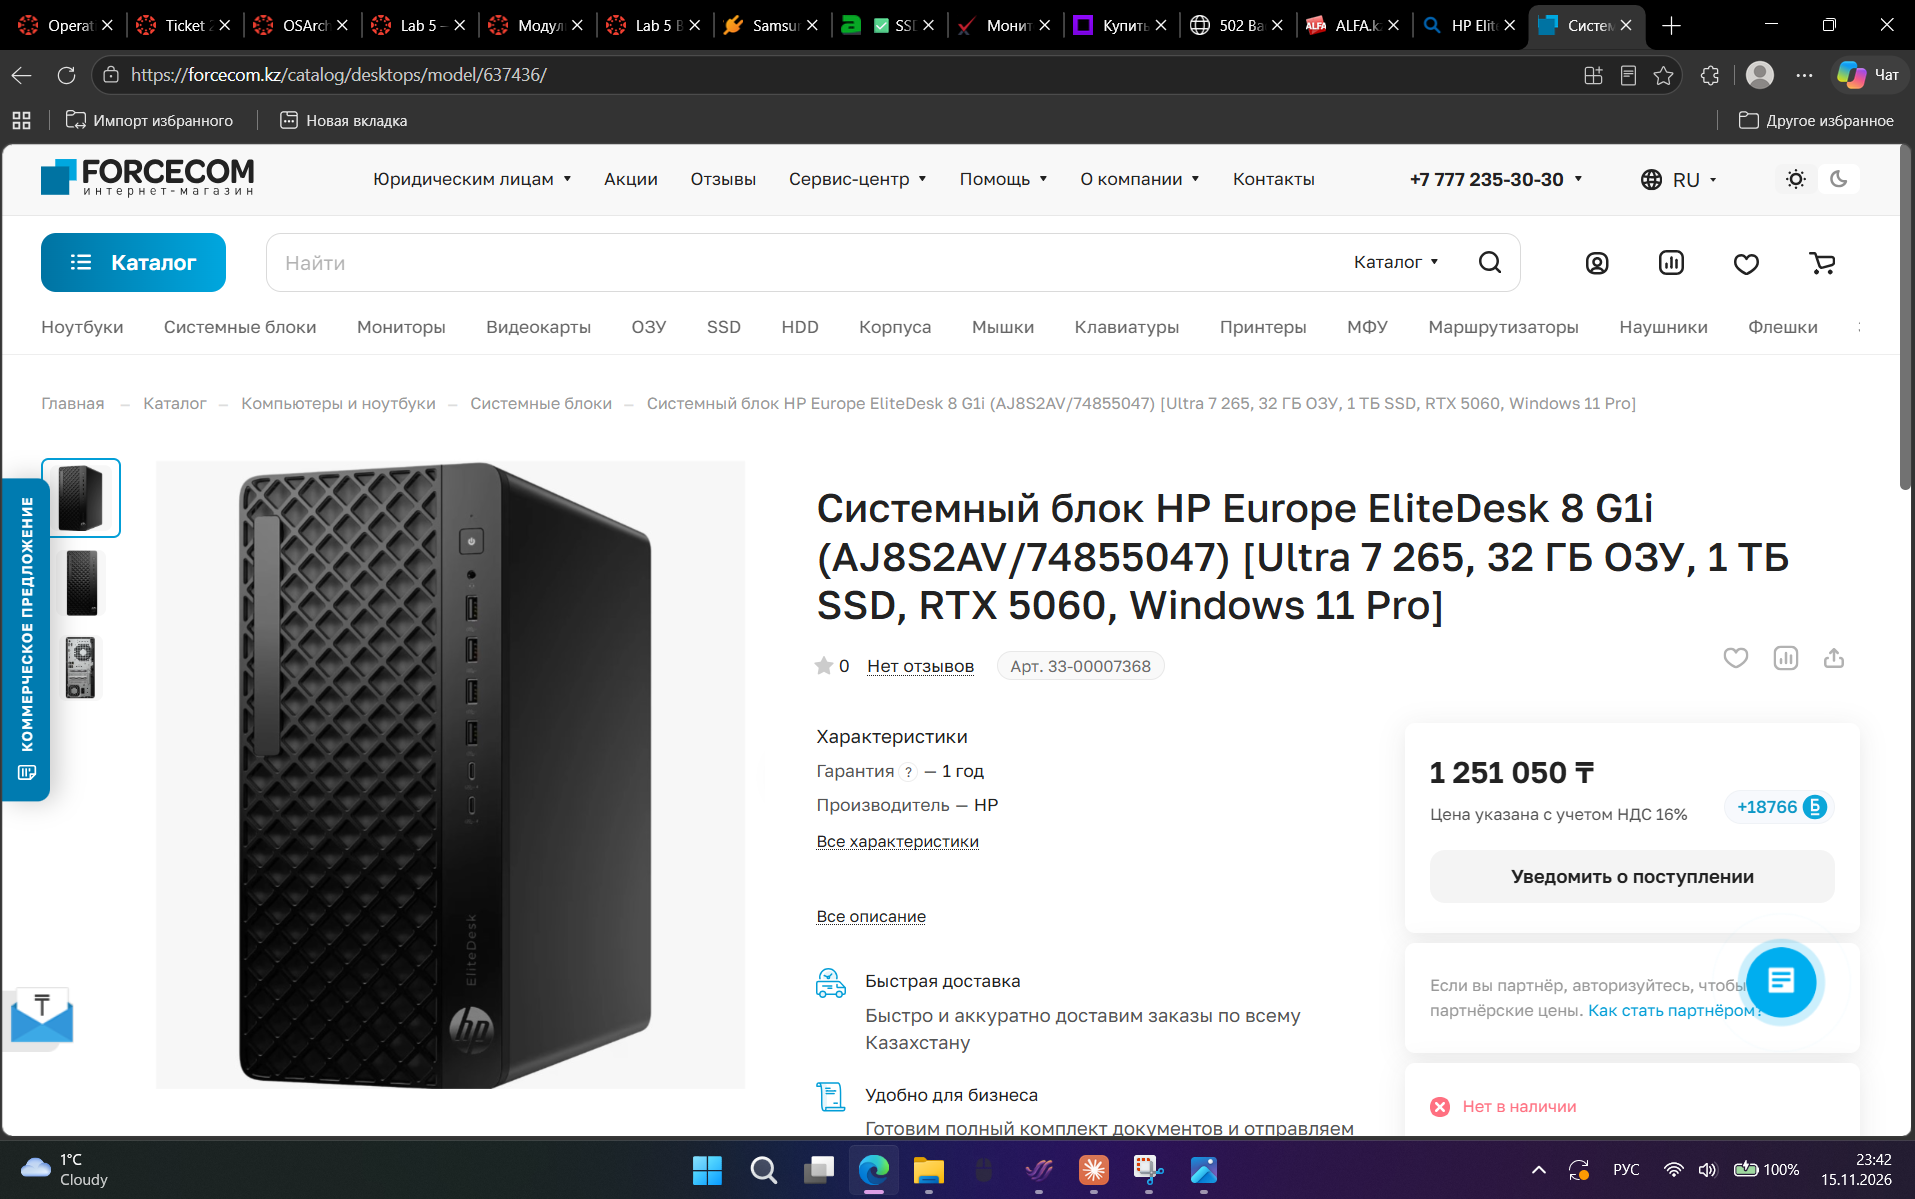 Operat
Ticket 2
OSArch
Lab 5 –
Модул
Lab 5 В
Samsur
SSD
Монит
Купить
502 Ba
ALFA.k
HP Elit
Систем
https://forcecom.kz/catalog/desktops/model/637436/
Чат
Импорт избранного
Новая вкладка
Другое избранное
FORCECOM
интернет-магазин
Юридическим лицам
Акции
Отзывы
Сервис-центр
Помощь
О компании
Контакты
+7 777 235-30-30
RU
Каталог
Найти
Каталог
Ноутбуки
Системные блоки
Мониторы
Видеокарты
ОЗУ
SSD
HDD
Корпуса
Мышки
Клавиатуры
Принтеры
МФУ
Маршрутизаторы
Наушники
Флешки
Главная – Каталог – Компьютеры и ноутбуки – Системные блоки – Системный блок HP Europe EliteDesk 8 G1i (AJ8S2AV/74855047) [Ultra 7 265, 32 ГБ ОЗУ, 1 ТБ SSD, RTX 5060, Windows 11 Pro]
КОММЕРЧЕСКОЕ ПРЕДЛОЖЕНИЕ
EliteDesk
hp
Системный блок HP Europe EliteDesk 8 G1i
(AJ8S2AV/74855047) [Ultra 7 265, 32 ГБ ОЗУ, 1 ТБ
SSD, RTX 5060, Windows 11 Pro]
0 Нет отзывов Арт. 33-00007368
Характеристики
Гарантия ? — 1 год
Производитель — HP
Все характеристики
Все описание
Быстрая доставка
Быстро и аккуратно доставим заказы по всему
Казахстану
Удобно для бизнеса
Готовим полный комплект документов и отправляем
1 251 050 ₸
Цена указана с учетом НДС 16%
+18766 Б
Уведомить о поступлении
Если вы партнёр, авторизуйтесь, чтобы
партнёрские цены. Как стать партнёром?
Нет в наличии
₸
1°C
Cloudy
РУС
100%
23:42
15.11.2026